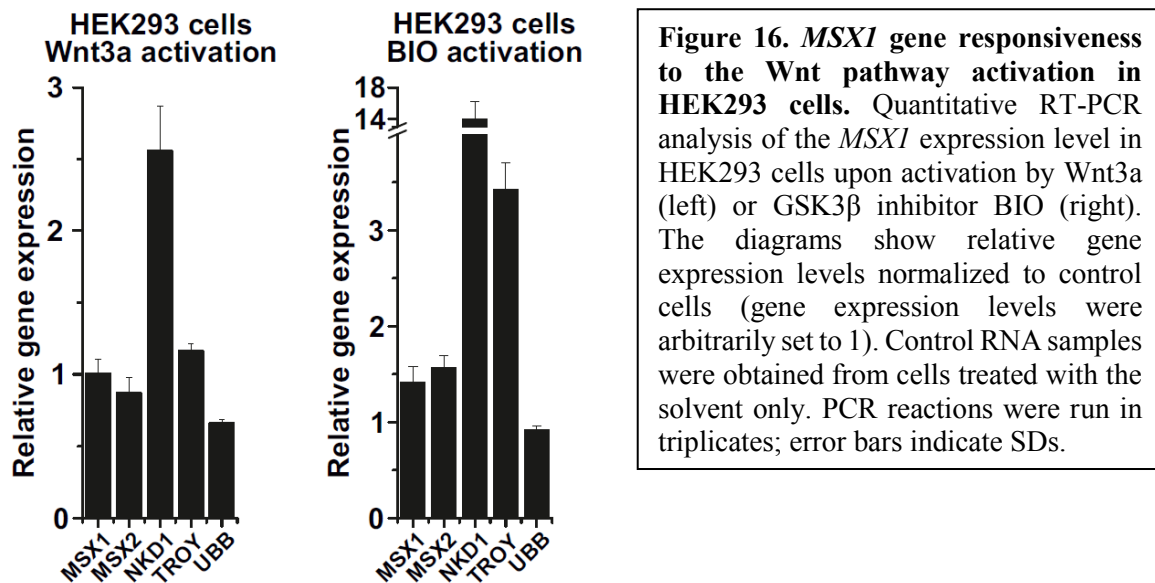 HEK293 cells
Wnt3a activation
3
2
1
0
Relative gene expression
MSX1
MSX2
NKD1
TROY
UBB
HEK293 cells
BIO activation
18
14
3
2
1
0
Relative gene expression
MSX1
MSX2
NKD1
TROY
UBB
Figure 16. MSX1 gene responsiveness
to the Wnt pathway activation in
HEK293 cells. Quantitative RT-PCR
analysis of the MSX1 expression level in
HEK293 cells upon activation by Wnt3a
(left) or GSK3β inhibitor BIO (right).
The diagrams show relative gene
expression levels normalized to control
cells (gene expression levels were
arbitrarily set to 1). Control RNA samples
were obtained from cells treated with the
solvent only. PCR reactions were run in
triplicates; error bars indicate SDs.